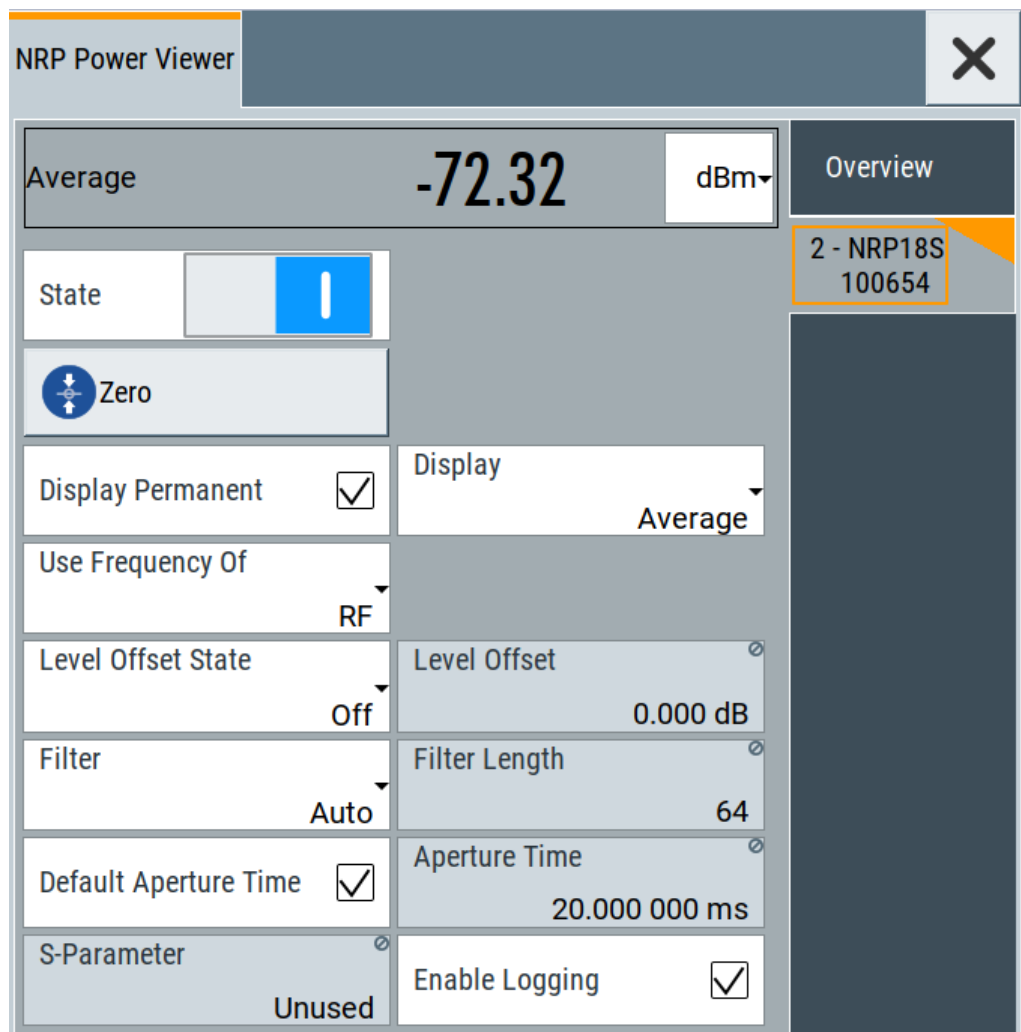 NRP Power Viewer
Average -72.32 dBm
Overview
2 - NRP18S
100654
State
Zero
Display Permanent
Display
Average
Use Frequency Of
RF
Level Offset State
Off
Level Offset
0.000 dB
Filter
Auto
Filter Length
64
Default Aperture Time
Aperture Time
20.000 000 ms
S-Parameter
Unused
Enable Logging